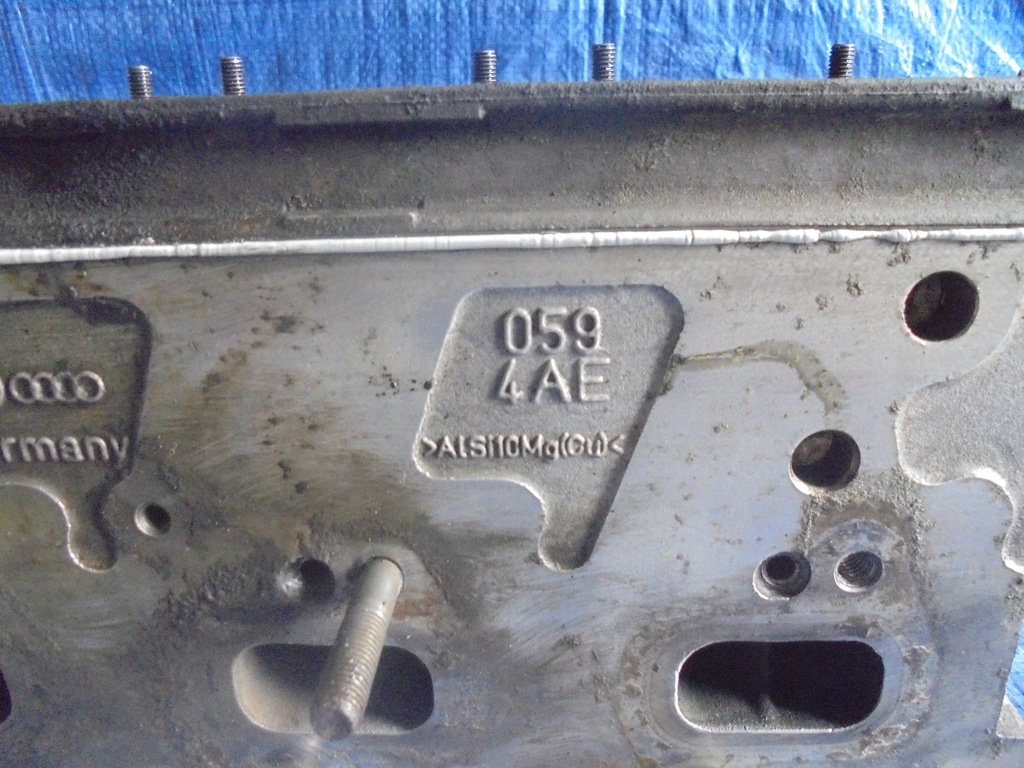 rmany
059
4AE
>AlSi10Mg(Cu)<